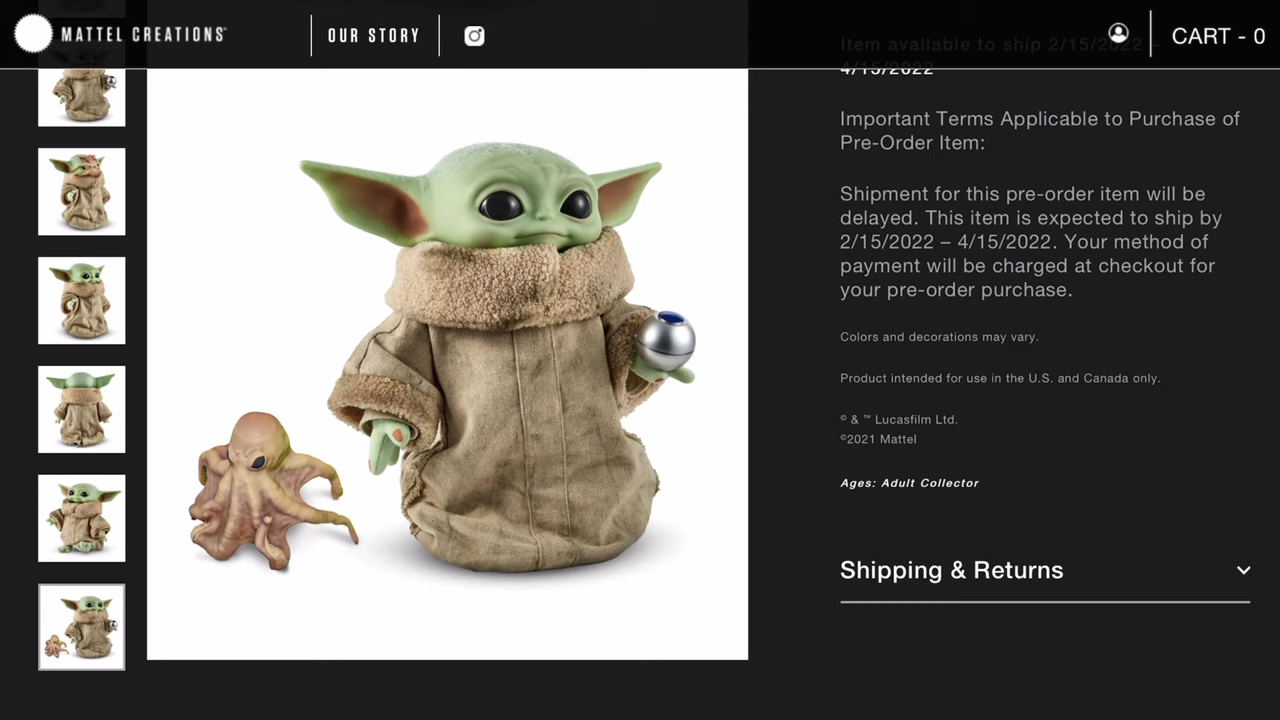 MATTEL CREATIONS
OUR STORY
CART - 0
Item available to ship 2/15/2022 –
4/15/2022
Important Terms Applicable to Purchase of
Pre-Order Item:
Shipment for this pre-order item will be
delayed. This item is expected to ship by
2/15/2022 – 4/15/2022. Your method of
payment will be charged at checkout for
your pre-order purchase.
Colors and decorations may vary.
Product intended for use in the U.S. and Canada only.
© & ™ Lucasfilm Ltd.
©2021 Mattel
Ages: Adult Collector
Shipping & Returns